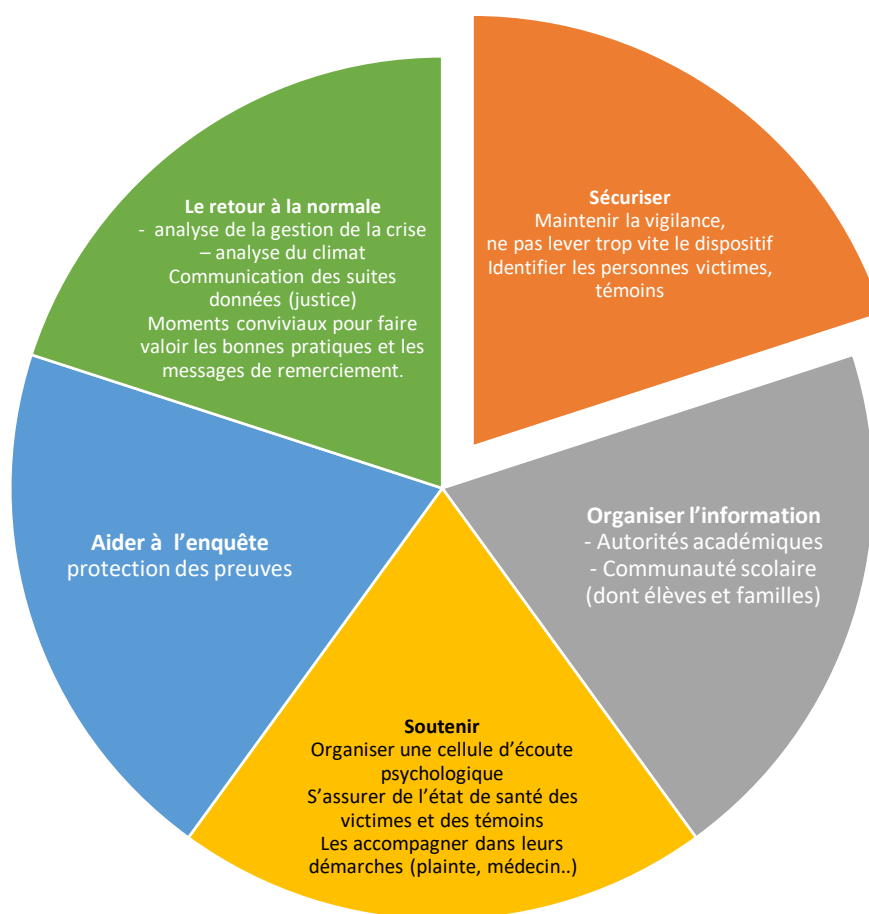 Sécuriser
Maintenir la vigilance,
ne pas lever trop vite le dispositif
Identifier les personnes victimes,
témoins
Organiser l’information
- Autorités académiques
- Communauté scolaire
(dont élèves et familles)
Soutenir
Organiser une cellule d’écoute
psychologique
S’assurer de l’état de santé des
victimes et des témoins
Les accompagner dans leurs
démarches (plainte, médecin..)
Aider à l’enquête
protection des preuves
Le retour à la normale
- analyse de la gestion de la crise
– analyse du climat
Communication des suites
données (justice)
Moments conviviaux pour faire
valoir les bonnes pratiques et les
messages de remerciement.